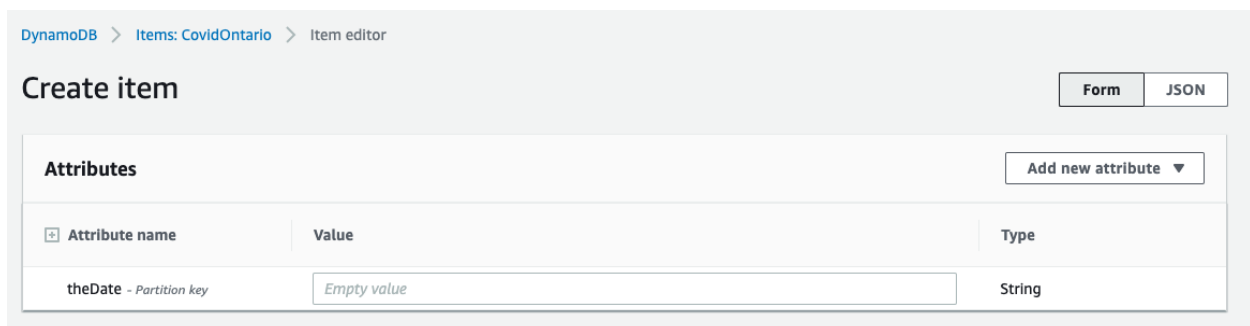 DynamoDB > Items: CovidOntario > Item editor
Create item
Form JSON
Attributes
Add new attribute ▼
Attribute name Value Type
theDate - Partition key Empty value String